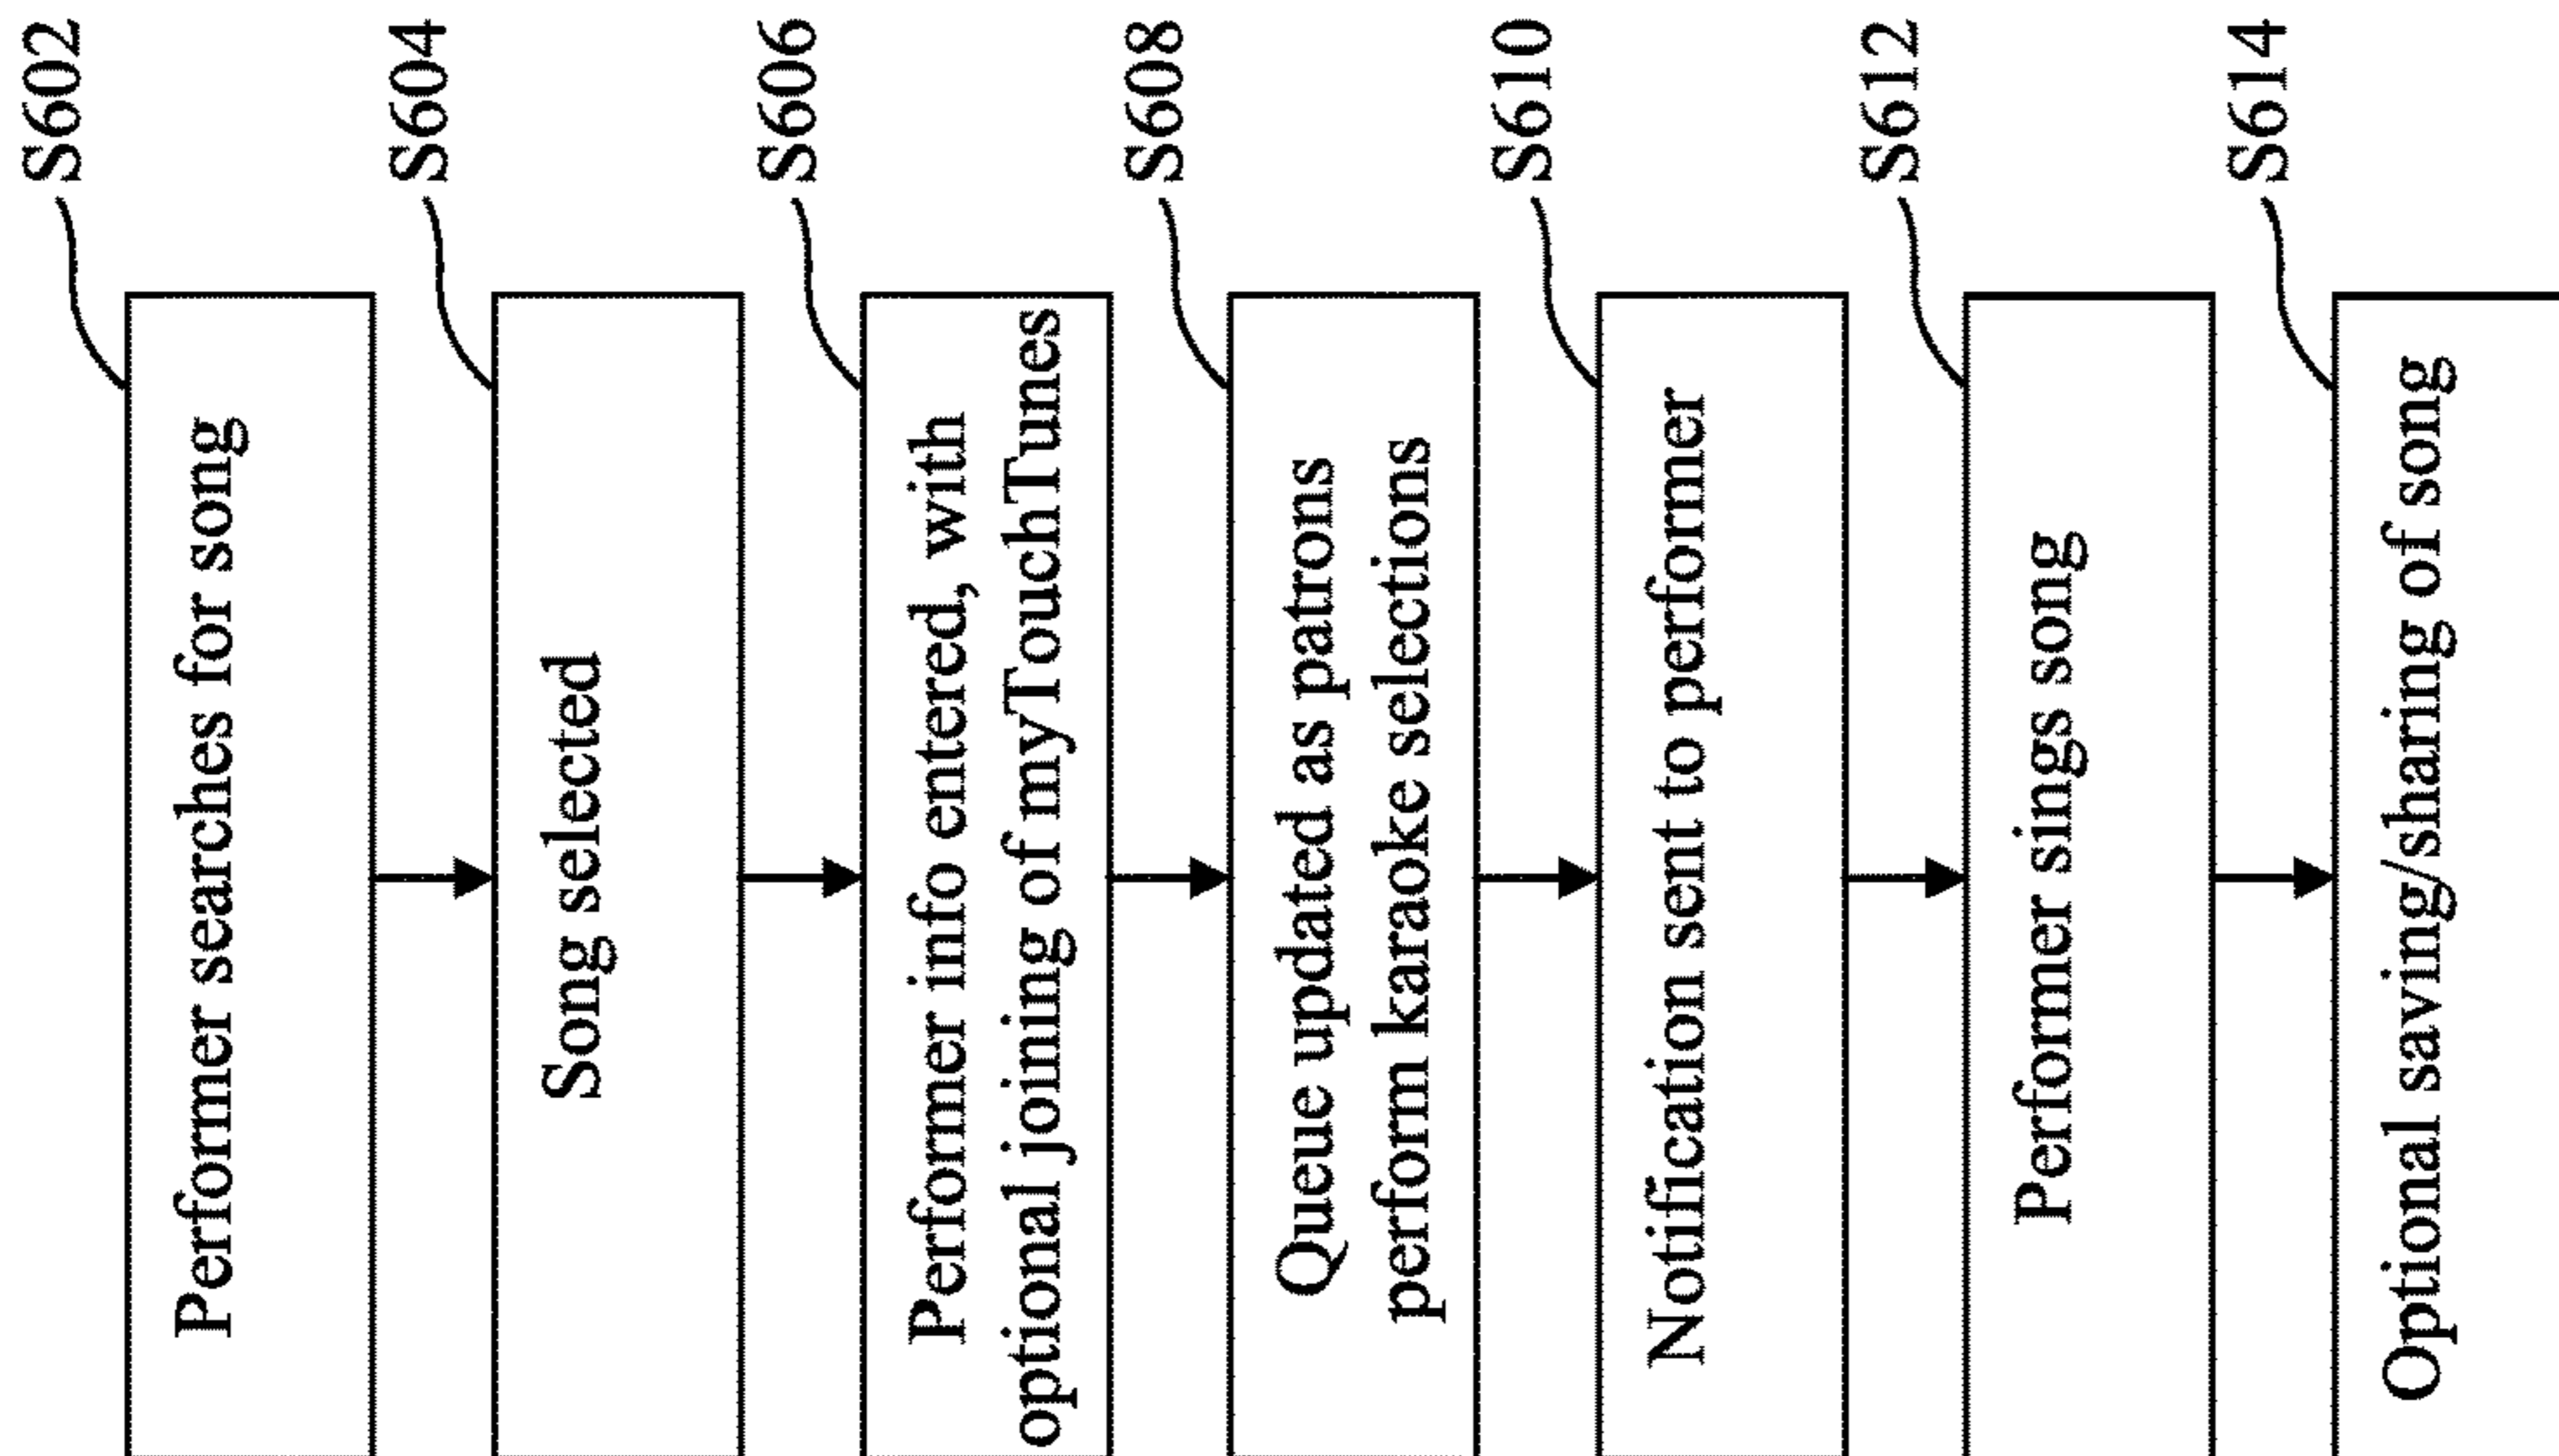 S602
Performer searches for song
S604
Song selected
S606
Performer info entered, with
optional joining of myTouchTunes
S608
Queue updated as patrons
perform karaoke selections
S610
Notification sent to performer
S612
Performer sings song
S614
Optional saving/sharing of song